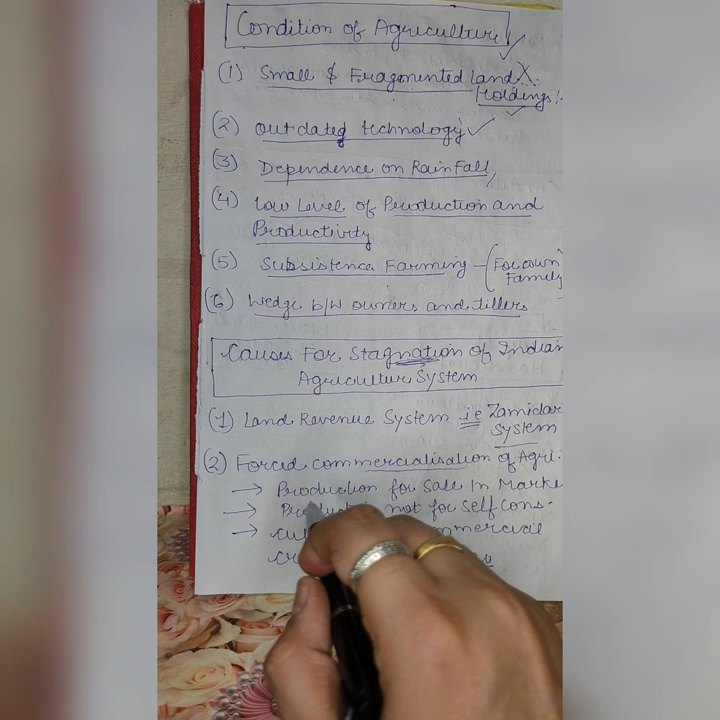 Condition of Agriculture
(1) Small & Fragmented Land
Holdings:-
(2) Outdated technology
(3) Dependence on RainFall
(4) Low Level of Production and
Productivity
(5) Subsistence Farming - (For own
Family
(6) Wedge b/w owners and tillers
Causes For Stagnation of Indian
Agriculture System
(1) Land Revenue System i.e Zamidar
System
(2) Forced commercialisation of Agri.
→ Production for Sale In Marke
→ not for Self Cons-
→